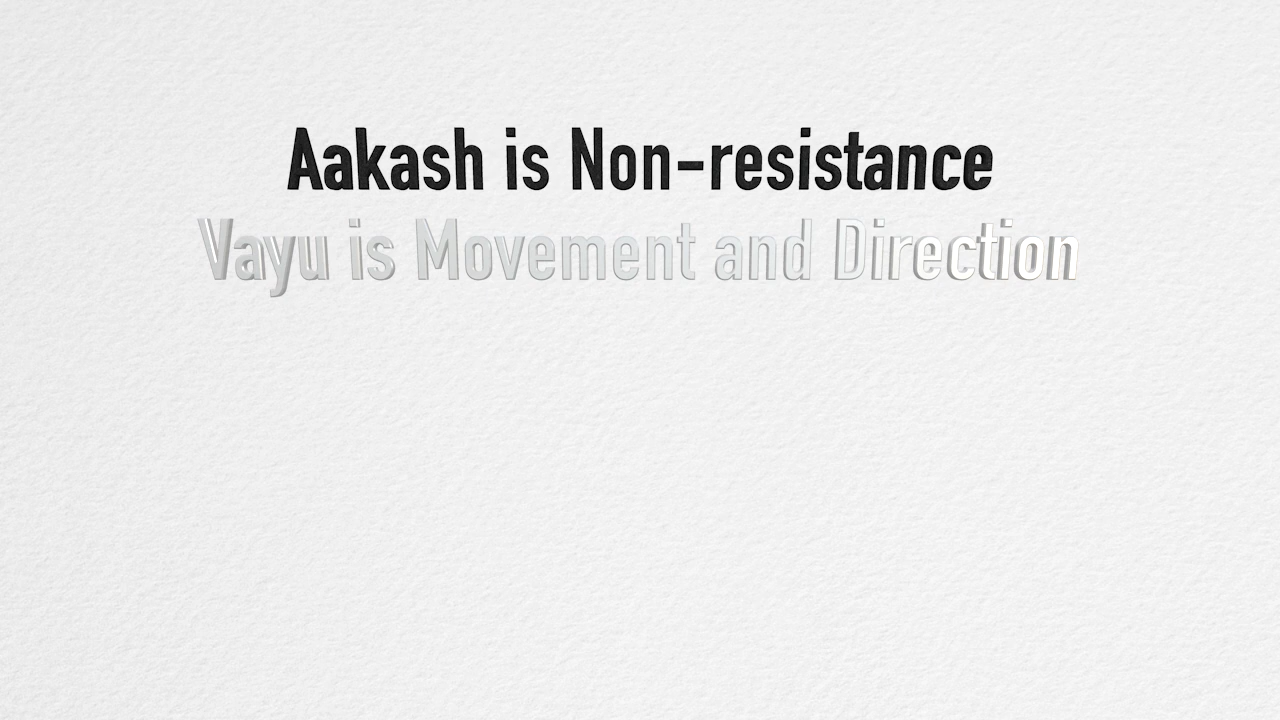 Aakash is Non-resistance
Vayu is Movement and Direction